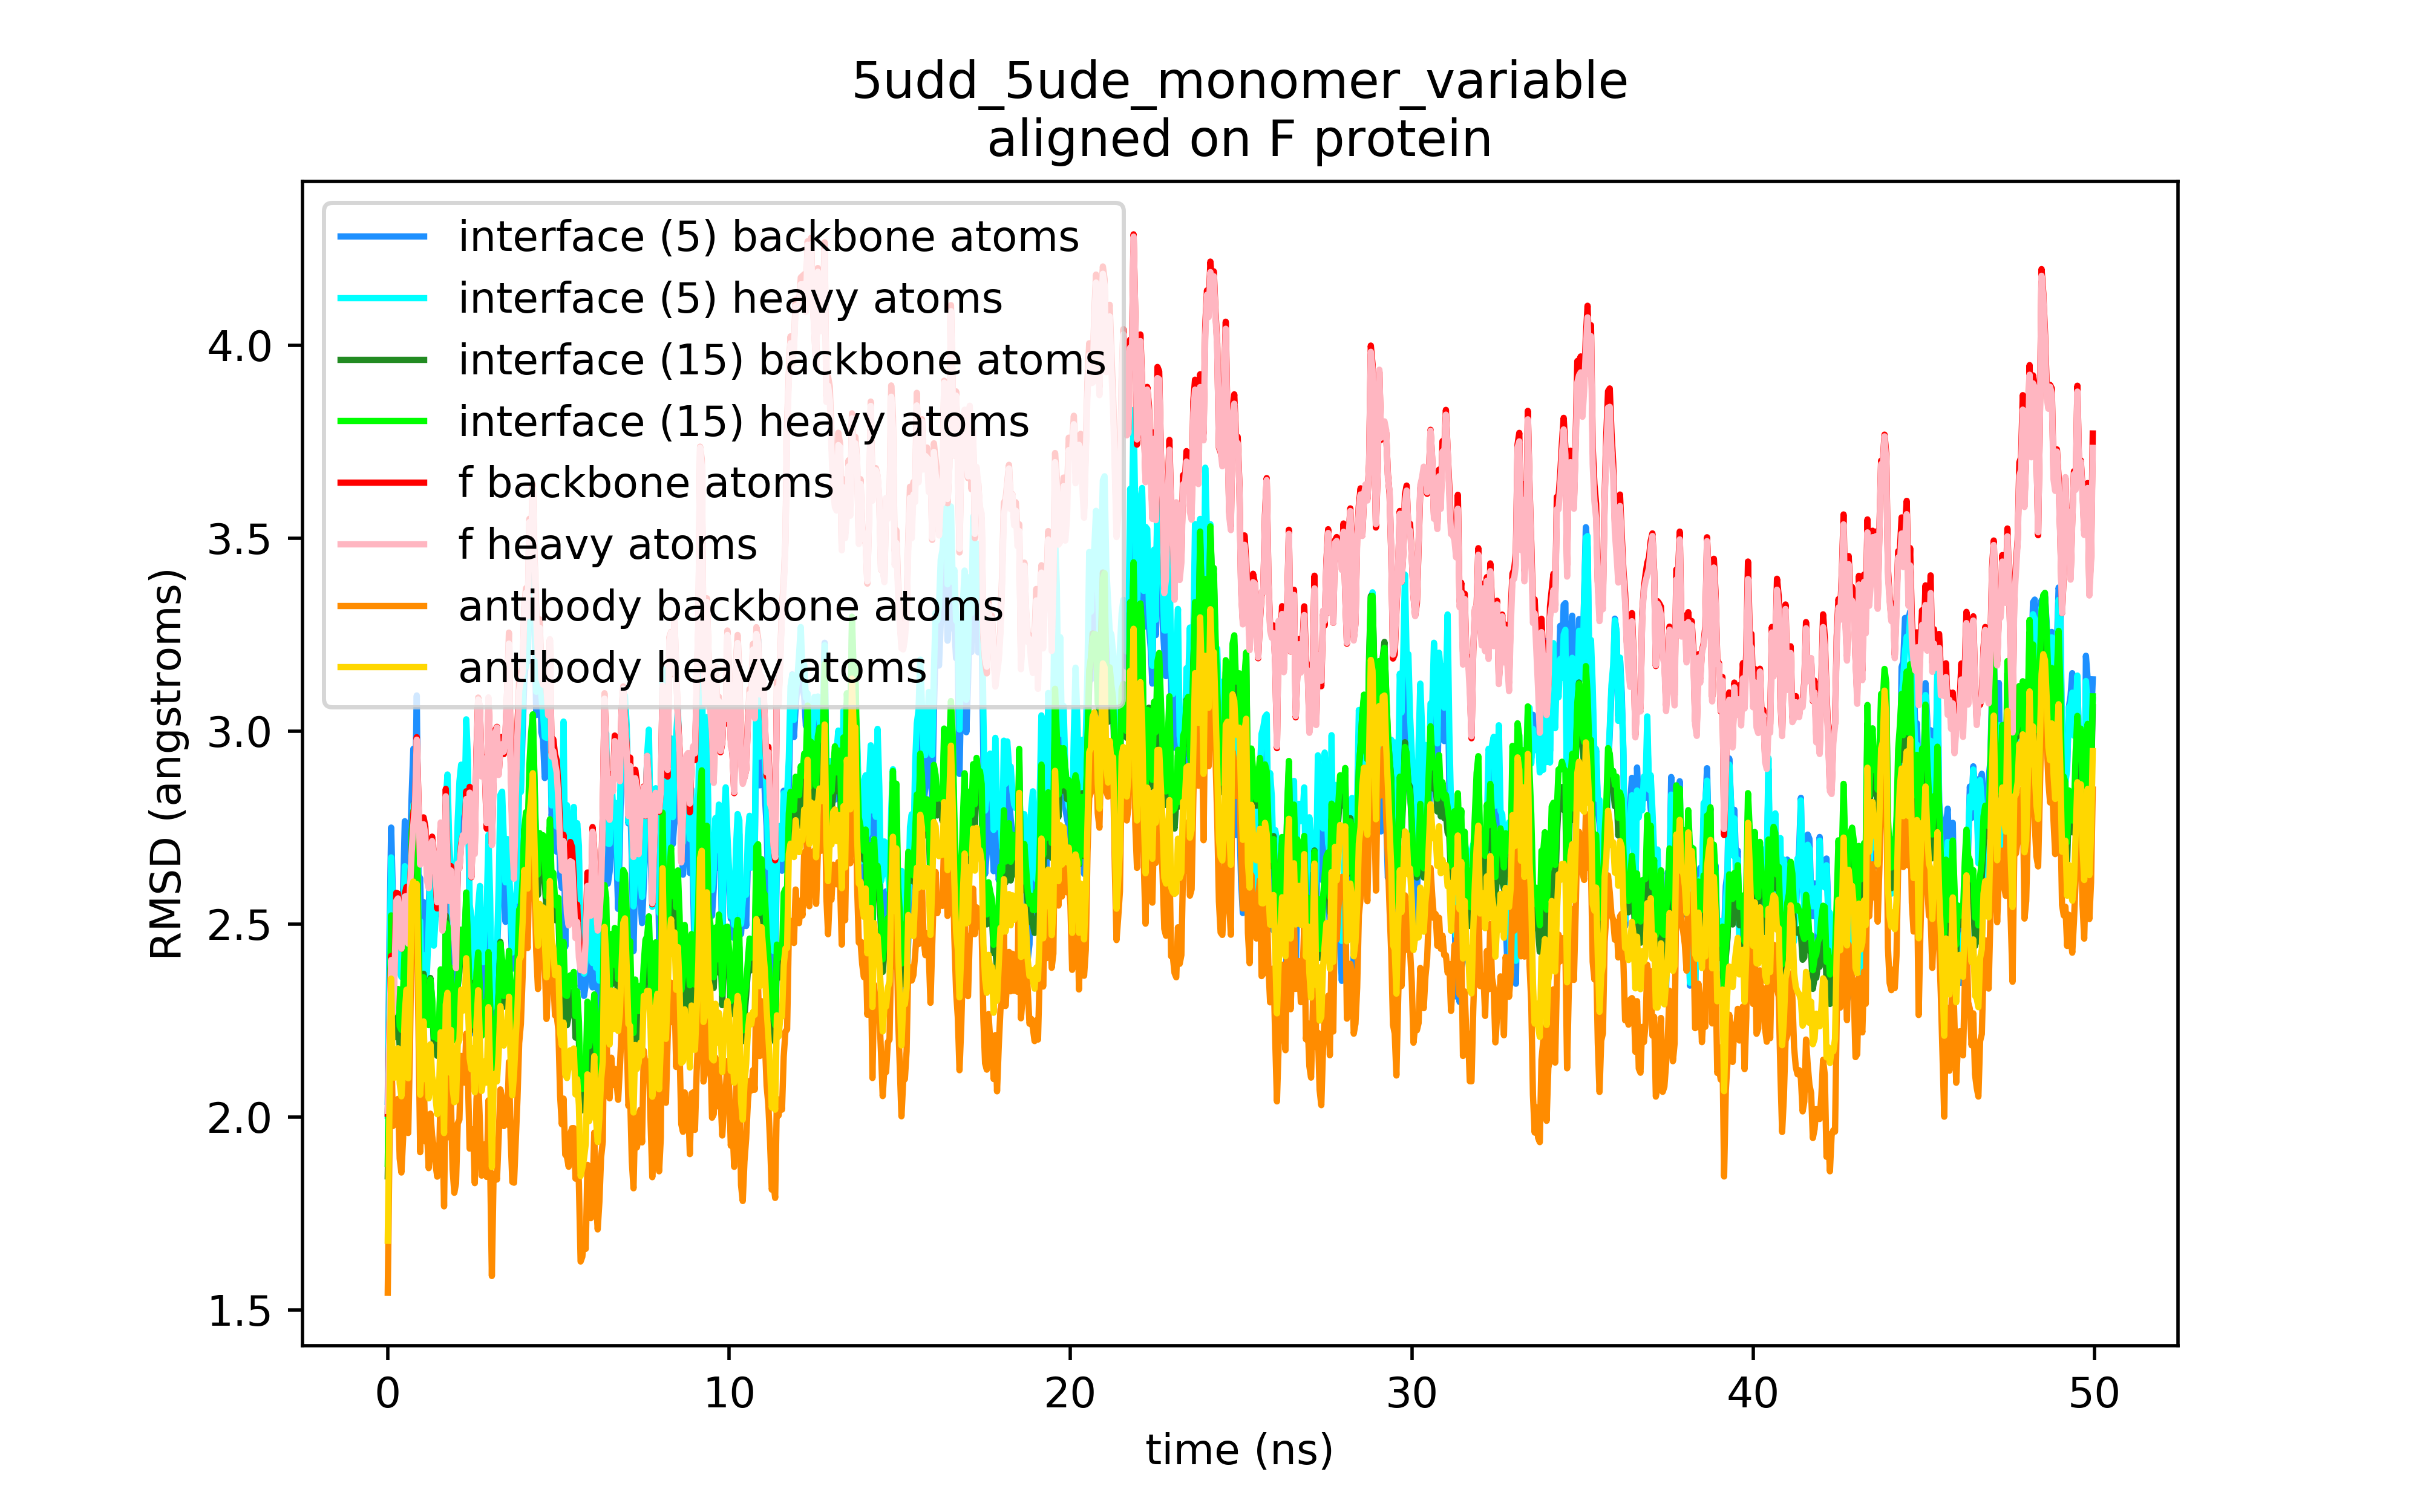 5udd_5ude_monomer_variable
aligned on F protein
interface (5) backbone atoms
interface (5) heavy atoms
interface (15) backbone atoms
interface (15) heavy atoms
f backbone atoms
f heavy atoms
antibody backbone atoms
antibody heavy atoms
RMSD (angstroms)
4.0
3.5
3.0
2.5
2.0
1.5
0 10 20 30 40 50
time (ns)